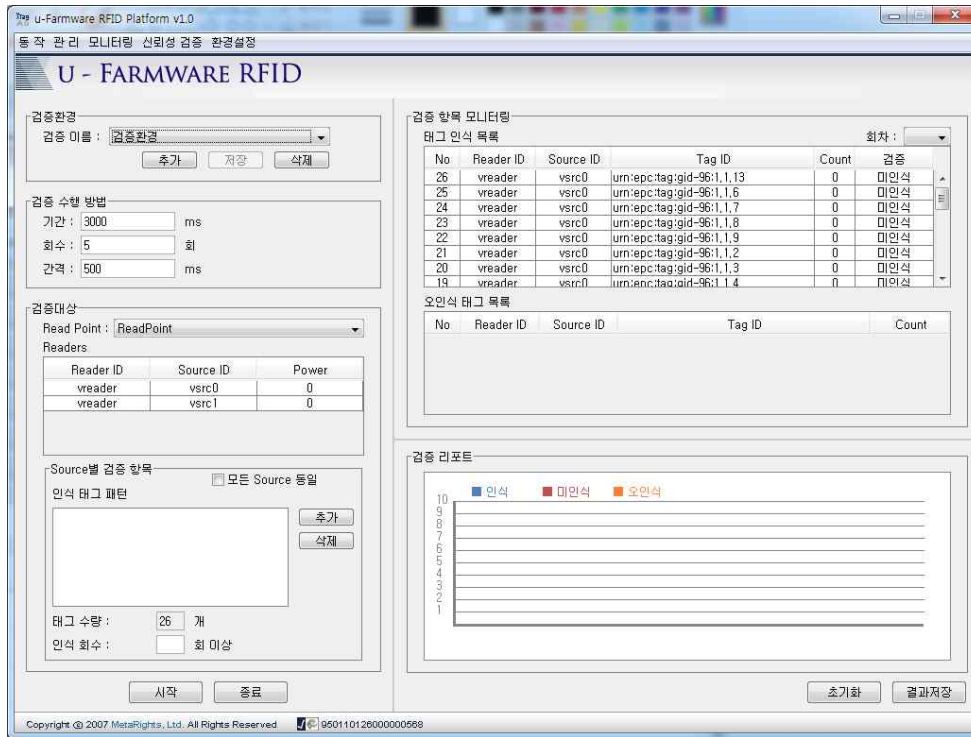 u-Farmware RFID Platform v1.0
동 작 관 리 모니터링 신뢰성 검증 환경설정
U - FARMWARE RFID
검증환경
검증 이름 : 검증환경
추가 저장 삭제
검증 수행 방법
기간 : 3000 ms
회수 : 5 회
간격 : 500 ms
검증대상
Read Point : ReadPoint
Readers
Reader ID Source ID Power
vreader vsrc0 0
vreader vsrc1 0
Source별 검증 항목
모든 Source 동일
인식 태그 패턴
추가
삭제
태그 수량 : 26 개
인식 회수 : 회 이상
시작 종료
검증 항목 모니터링
태그 인식 목록 회차 :
No Reader ID Source ID Tag ID Count 검증
26 vreader vsrc0 urn:epc:tag:gid-96:1,1,13 0 미인식
25 vreader vsrc0 urn:epc:tag:gid-96:1,1,6 0 미인식
24 vreader vsrc0 urn:epc:tag:gid-96:1,1,7 0 미인식
23 vreader vsrc0 urn:epc:tag:gid-96:1,1,8 0 미인식
22 vreader vsrc0 urn:epc:tag:gid-96:1,1,9 0 미인식
21 vreader vsrc0 urn:epc:tag:gid-96:1,1,2 0 미인식
20 vreader vsrc0 urn:epc:tag:gid-96:1,1,3 0 미인식
19 vreader vsrc0 urn:epc:tag:gid-96:1,1,4 0 미인식
오인식 태그 목록
No Reader ID Source ID Tag ID Count
검증 리포트
인식 미인식 오인식
10
9
8
7
6
5
4
3
2
1
초기화 결과저장
Copyright © 2007 MetaRights, Ltd. All Rights Reserved 950110126000000568